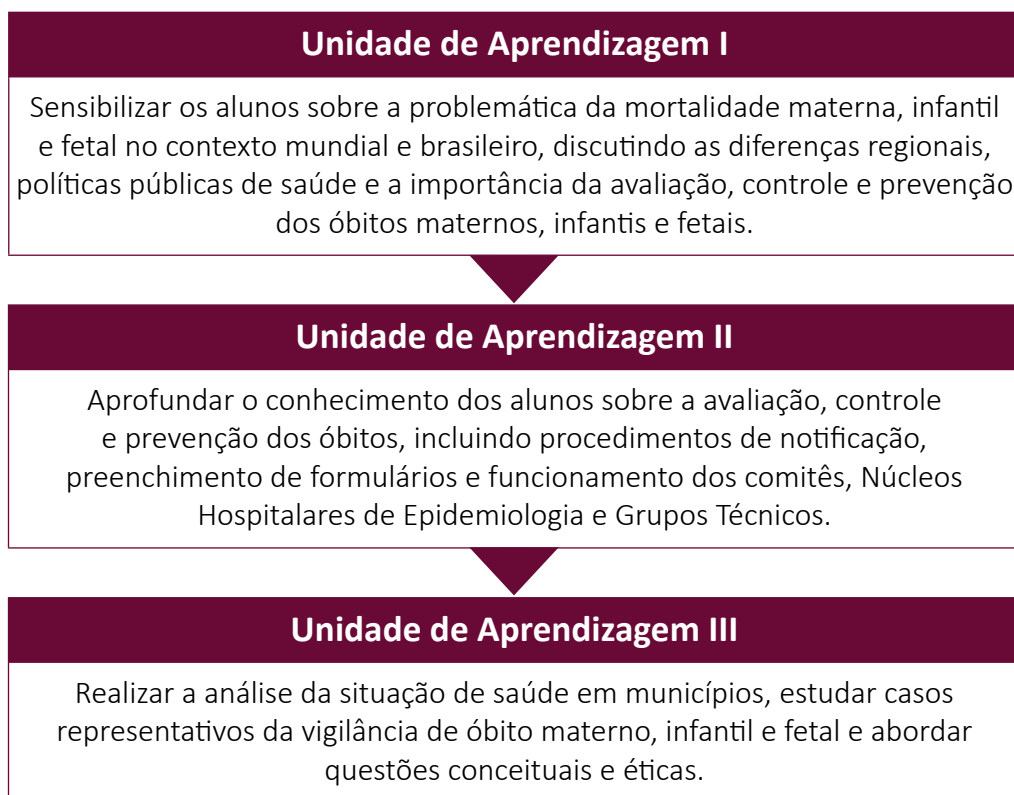 Unidade de Aprendizagem I
Sensibilizar os alunos sobre a problemática da mortalidade materna, infantil
e fetal no contexto mundial e brasileiro, discutindo as diferenças regionais,
políticas públicas de saúde e a importância da avaliação, controle e prevenção
dos óbitos maternos, infantis e fetais.
Unidade de Aprendizagem II
Aprofundar o conhecimento dos alunos sobre a avaliação, controle
e prevenção dos óbitos, incluindo procedimentos de notificação,
preenchimento de formulários e funcionamento dos comitês, Núcleos
Hospitalares de Epidemiologia e Grupos Técnicos.
Unidade de Aprendizagem III
Realizar a análise da situação de saúde em municípios, estudar casos
representativos da vigilância de óbito materno, infantil e fetal e abordar
questões conceituais e éticas.